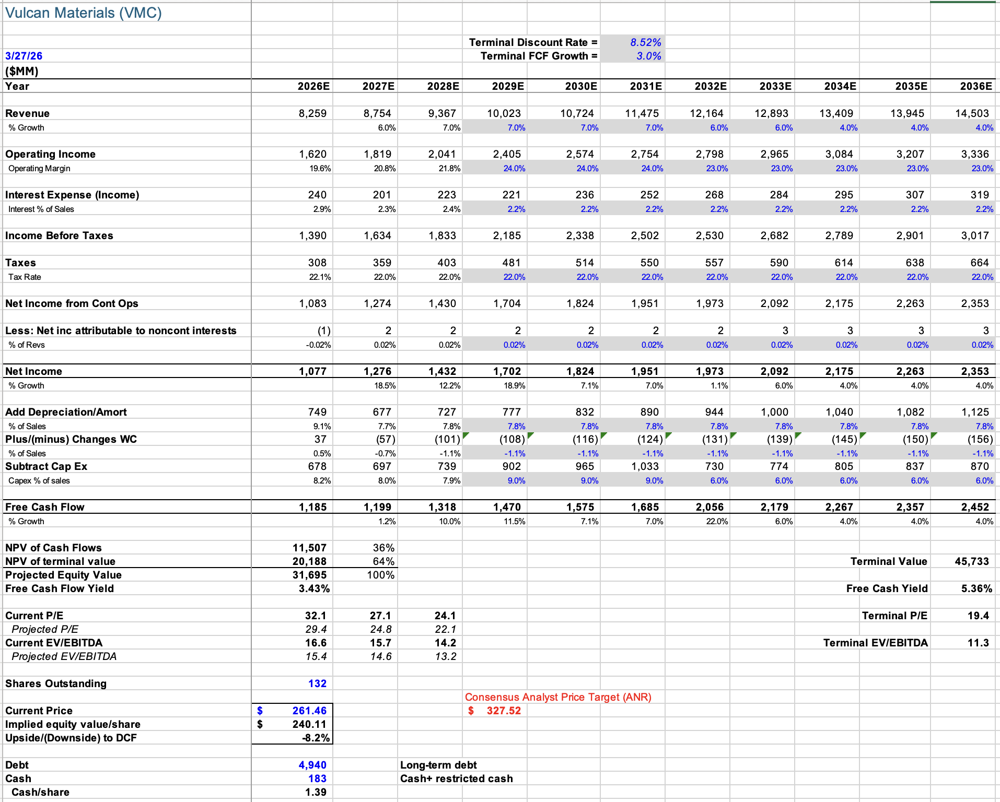 Vulcan Materials (VMC)
Terminal Discount Rate = 8.52%
3/27/26 Terminal FCF Growth = 3.0%
($MM)
Year 2026E 2027E 2028E 2029E 2030E 2031E 2032E 2033E 2034E 2035E 2036E
Revenue 8,259 8,754 9,367 10,023 10,724 11,475 12,164 12,893 13,409 13,945 14,503
% Growth 6.0% 7.0% 7.0% 7.0% 7.0% 6.0% 6.0% 4.0% 4.0% 4.0%
Operating Income 1,620 1,819 2,041 2,405 2,574 2,754 2,798 2,965 3,084 3,207 3,336
Operating Margin 19.6% 20.8% 21.8% 24.0% 24.0% 24.0% 23.0% 23.0% 23.0% 23.0% 23.0%
Interest Expense (Income) 240 201 223 221 236 252 268 284 295 307 319
Interest % of Sales 2.9% 2.3% 2.4% 2.2% 2.2% 2.2% 2.2% 2.2% 2.2% 2.2% 2.2%
Income Before Taxes 1,390 1,634 1,833 2,185 2,338 2,502 2,530 2,682 2,789 2,901 3,017
Taxes 308 359 403 481 514 550 557 590 614 638 664
Tax Rate 22.1% 22.0% 22.0% 22.0% 22.0% 22.0% 22.0% 22.0% 22.0% 22.0% 22.0%
Net Income from Cont Ops 1,083 1,274 1,430 1,704 1,824 1,951 1,973 2,092 2,175 2,263 2,353
Less: Net inc attributable to noncont interests (1) 2 2 2 2 2 2 3 3 3 3
% of Revs -0.02% 0.02% 0.02% 0.02% 0.02% 0.02% 0.02% 0.02% 0.02% 0.02% 0.02%
Net Income 1,077 1,276 1,432 1,702 1,824 1,951 1,973 2,092 2,175 2,263 2,353
% Growth 18.5% 12.2% 18.9% 7.1% 7.0% 1.1% 6.0% 4.0% 4.0% 4.0%
Add Depreciation/Amort 749 677 727 777 832 890 944 1,000 1,040 1,082 1,125
% of Sales 9.1% 7.7% 7.8% 7.8% 7.8% 7.8% 7.8% 7.8% 7.8% 7.8% 7.8%
Plus/(minus) Changes WC 37 (57) (101) (108) (116) (124) (131) (139) (145) (150) (156)
% of Sales 0.5% -0.7% -1.1% -1.1% -1.1% -1.1% -1.1% -1.1% -1.1% -1.1% -1.1%
Subtract Cap Ex 678 697 739 902 965 1,033 730 774 805 837 870
Capex % of sales 8.2% 8.0% 7.9% 9.0% 9.0% 9.0% 6.0% 6.0% 6.0% 6.0% 6.0%
Free Cash Flow 1,185 1,199 1,318 1,470 1,575 1,685 2,056 2,179 2,267 2,357 2,452
% Growth 1.2% 10.0% 11.5% 7.1% 7.0% 22.0% 6.0% 4.0% 4.0% 4.0%
NPV of Cash Flows 11,507 36%
NPV of terminal value 20,188 64% Terminal Value 45,733
Projected Equity Value 31,695 100%
Free Cash Flow Yield 3.43% Free Cash Yield 5.36%
Current P/E 32.1 27.1 24.1 Terminal P/E 19.4
Projected P/E 29.4 24.8 22.1
Current EV/EBITDA 16.6 15.7 14.2 Terminal EV/EBITDA 11.3
Projected EV/EBITDA 15.4 14.6 13.2
Shares Outstanding 132
Consensus Analyst Price Target (ANR)
Current Price $ 261.46 $ 327.52
Implied equity value/share $ 240.11
Upside/(Downside) to DCF -8.2%
Debt 4,940 Long-term debt
Cash 183 Cash+ restricted cash
Cash/share 1.39